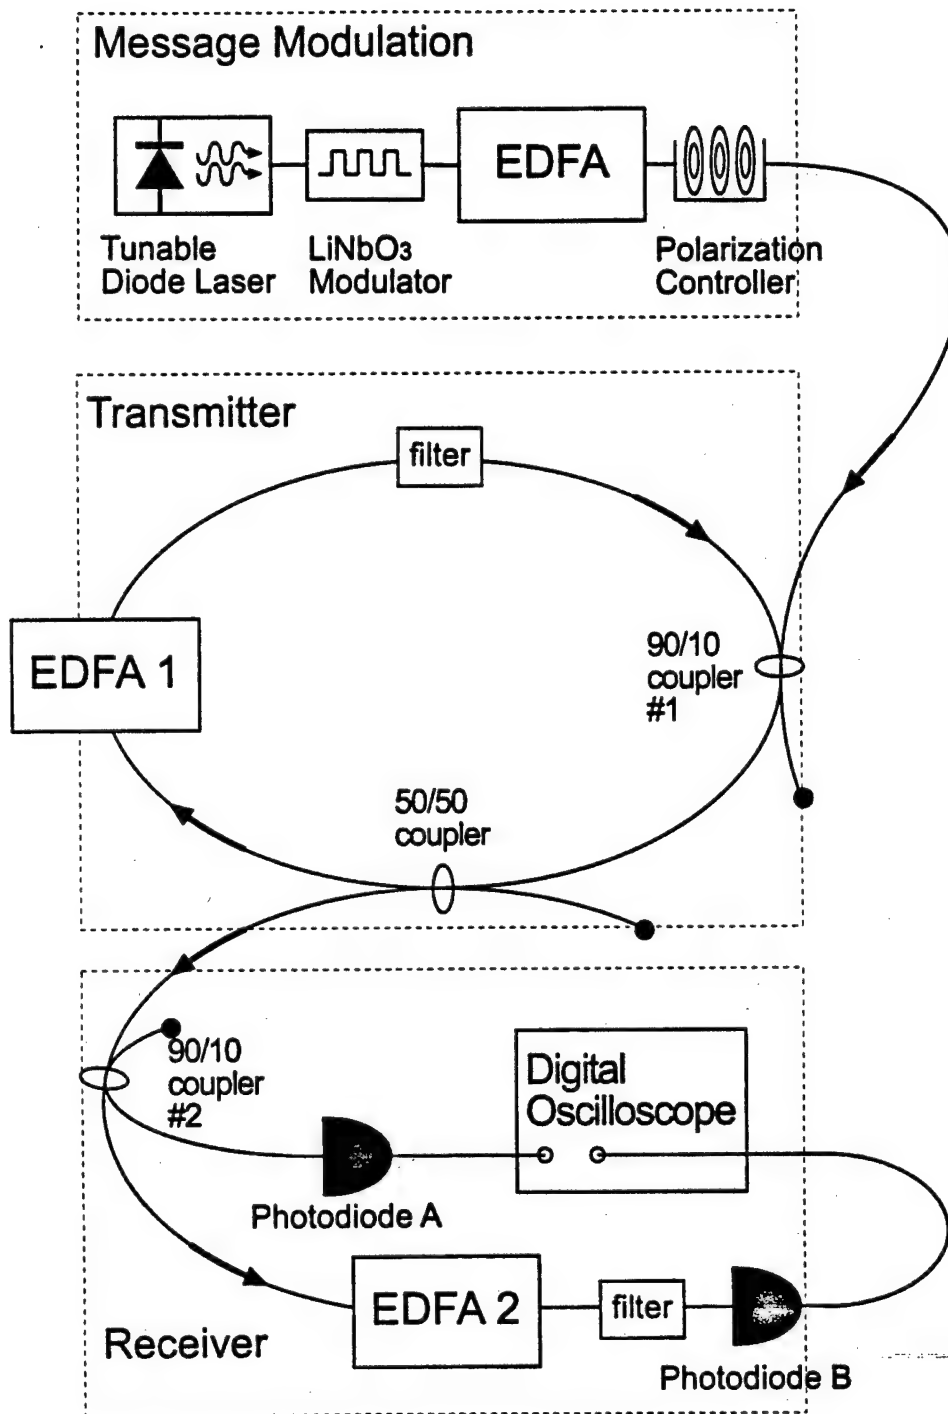 Message Modulation
EDFA
Tunable
Diode Laser
LiNbO3
Modulator
Polarization
Controller
Transmitter
filter
EDFA 1
90/10
coupler
#1
50/50
coupler
90/10
coupler
#2
Digital
Oscilloscope
Photodiode A
EDFA 2
filter
Receiver
Photodiode B